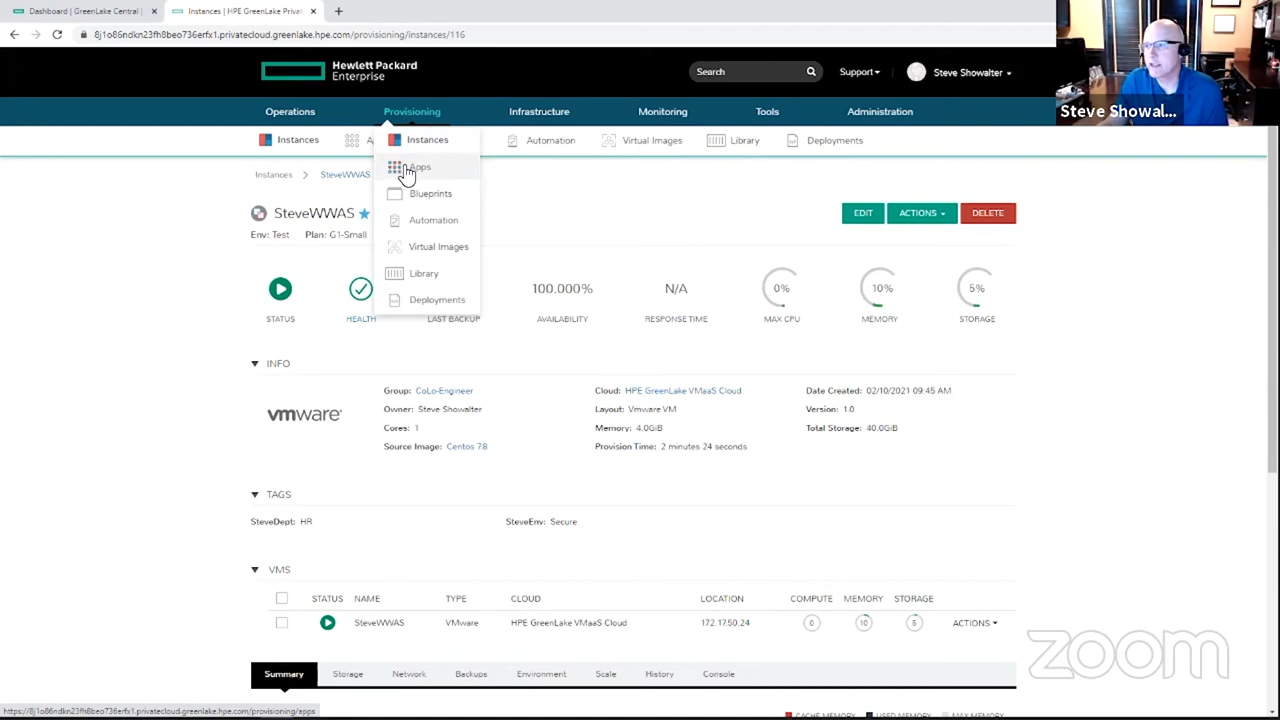 Dashboard | GreenLake Central |
Instances | HPE GreenLake Priva
8j1o86ndkn23fh8beo736erfx1.privatecloud.greenlake.hpe.com/provisioning/instances/116
Hewlett Packard
Enterprise
Search
Support
Steve Showalter
Steve Showal...
Operations
Provisioning
Infrastructure
Monitoring
Tools
Administration
Instances
Ap
Automation
Virtual Images
Library
Deployments
Instances
Apps
Blueprints
Automation
Virtual Images
Library
Deployments
Instances > SteveWWAS
SteveWWAS
EDIT
ACTIONS
DELETE
Env: Test Plan: G1-Small
100.000%
N/A
0%
10%
5%
STATUS
HEALTH
LAST BACKUP
AVAILABILITY
RESPONSE TIME
MAX CPU
MEMORY
STORAGE
INFO
vmware
Group: CoLo-Engineer
Cloud: HPE GreenLake VMaaS Cloud
Date Created: 02/10/2021 09:45 AM
Owner: Steve Showalter
Layout: Vmware VM
Version: 1.0
Cores: 1
Memory: 4.0GiB
Total Storage: 40.0GiB
Source Image: Centos 7.8
Provision Time: 2 minutes 24 seconds
TAGS
SteveDept: HR
SteveEnv: Secure
VMS
STATUS NAME TYPE CLOUD LOCATION COMPUTE MEMORY STORAGE
SteveWWAS VMware HPE GreenLake VMaaS Cloud 172.17.50.24 0 10 5 ACTIONS
zoom
Summary Storage Network Backups Environment Scale History Console
https://8j1o86ndkn23fh8beo736erfx1.privatecloud.greenlake.hpe.com/provisioning/apps
CACHE MEMORY USED MEMORY MAX MEMORY